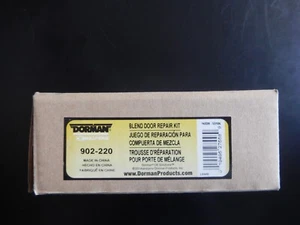 DORMAN
BLEND DOOR REPAIR KIT
JUEGO DE REPARACIÓN PARA
COMPUERTA DE MEZCLA
TROUSSE D'RÉPARATION
POUR PORTE DE MÉLANGE
902-220
MADE IN CHINA
HECHO EN CHINA
FABRIQUÉ EN CHINE
www.DormanProducts.com